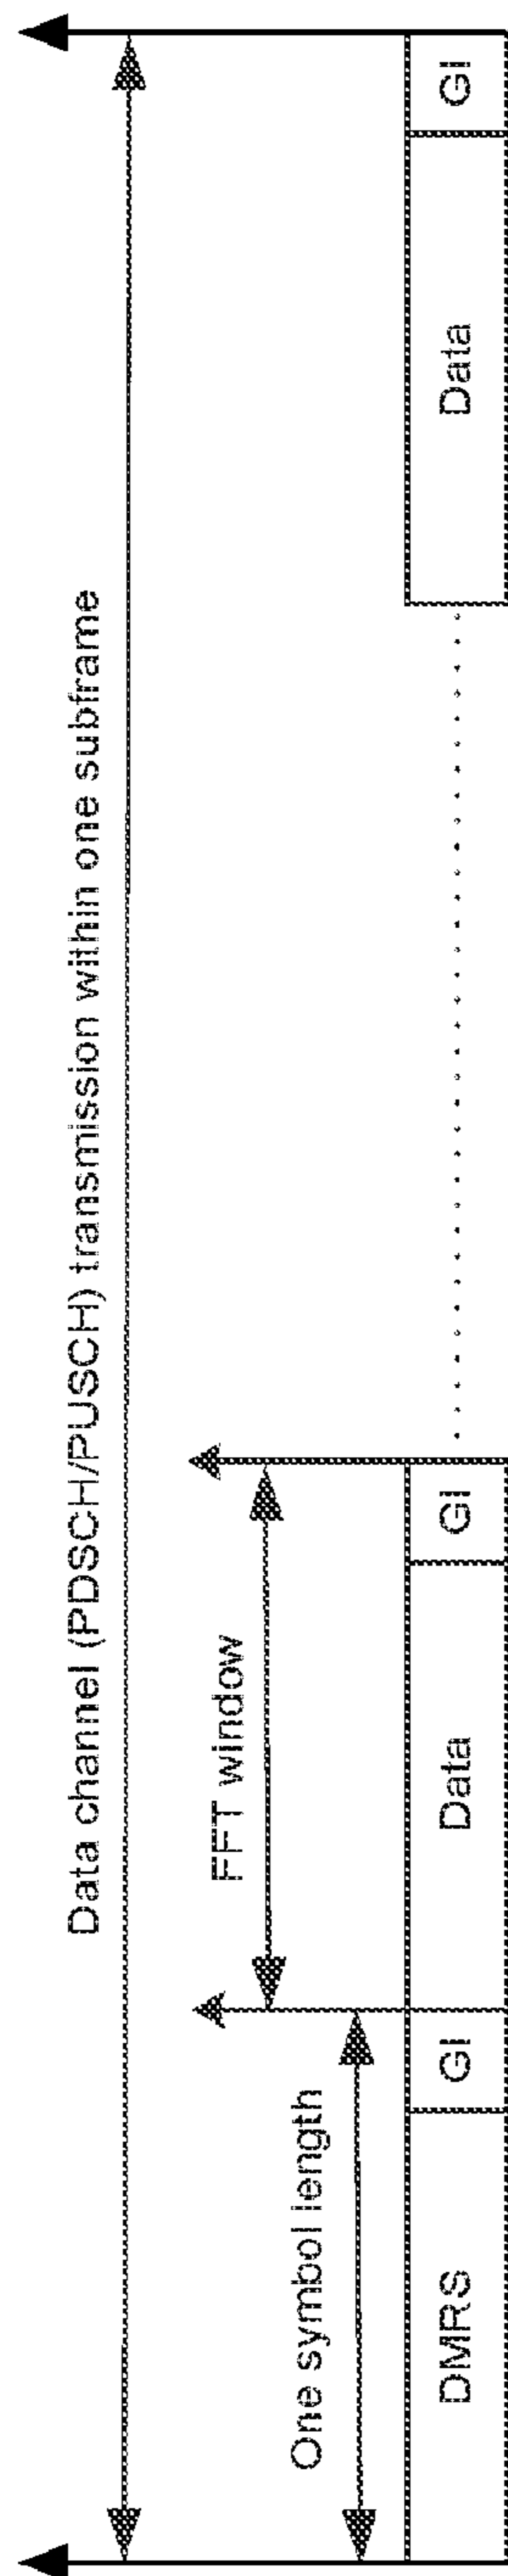 Data channel (PDSCH/PUSCH) transmission within one subframe
One symbol length
FFT window
DMRS
GI
Data
GI
Data
GI